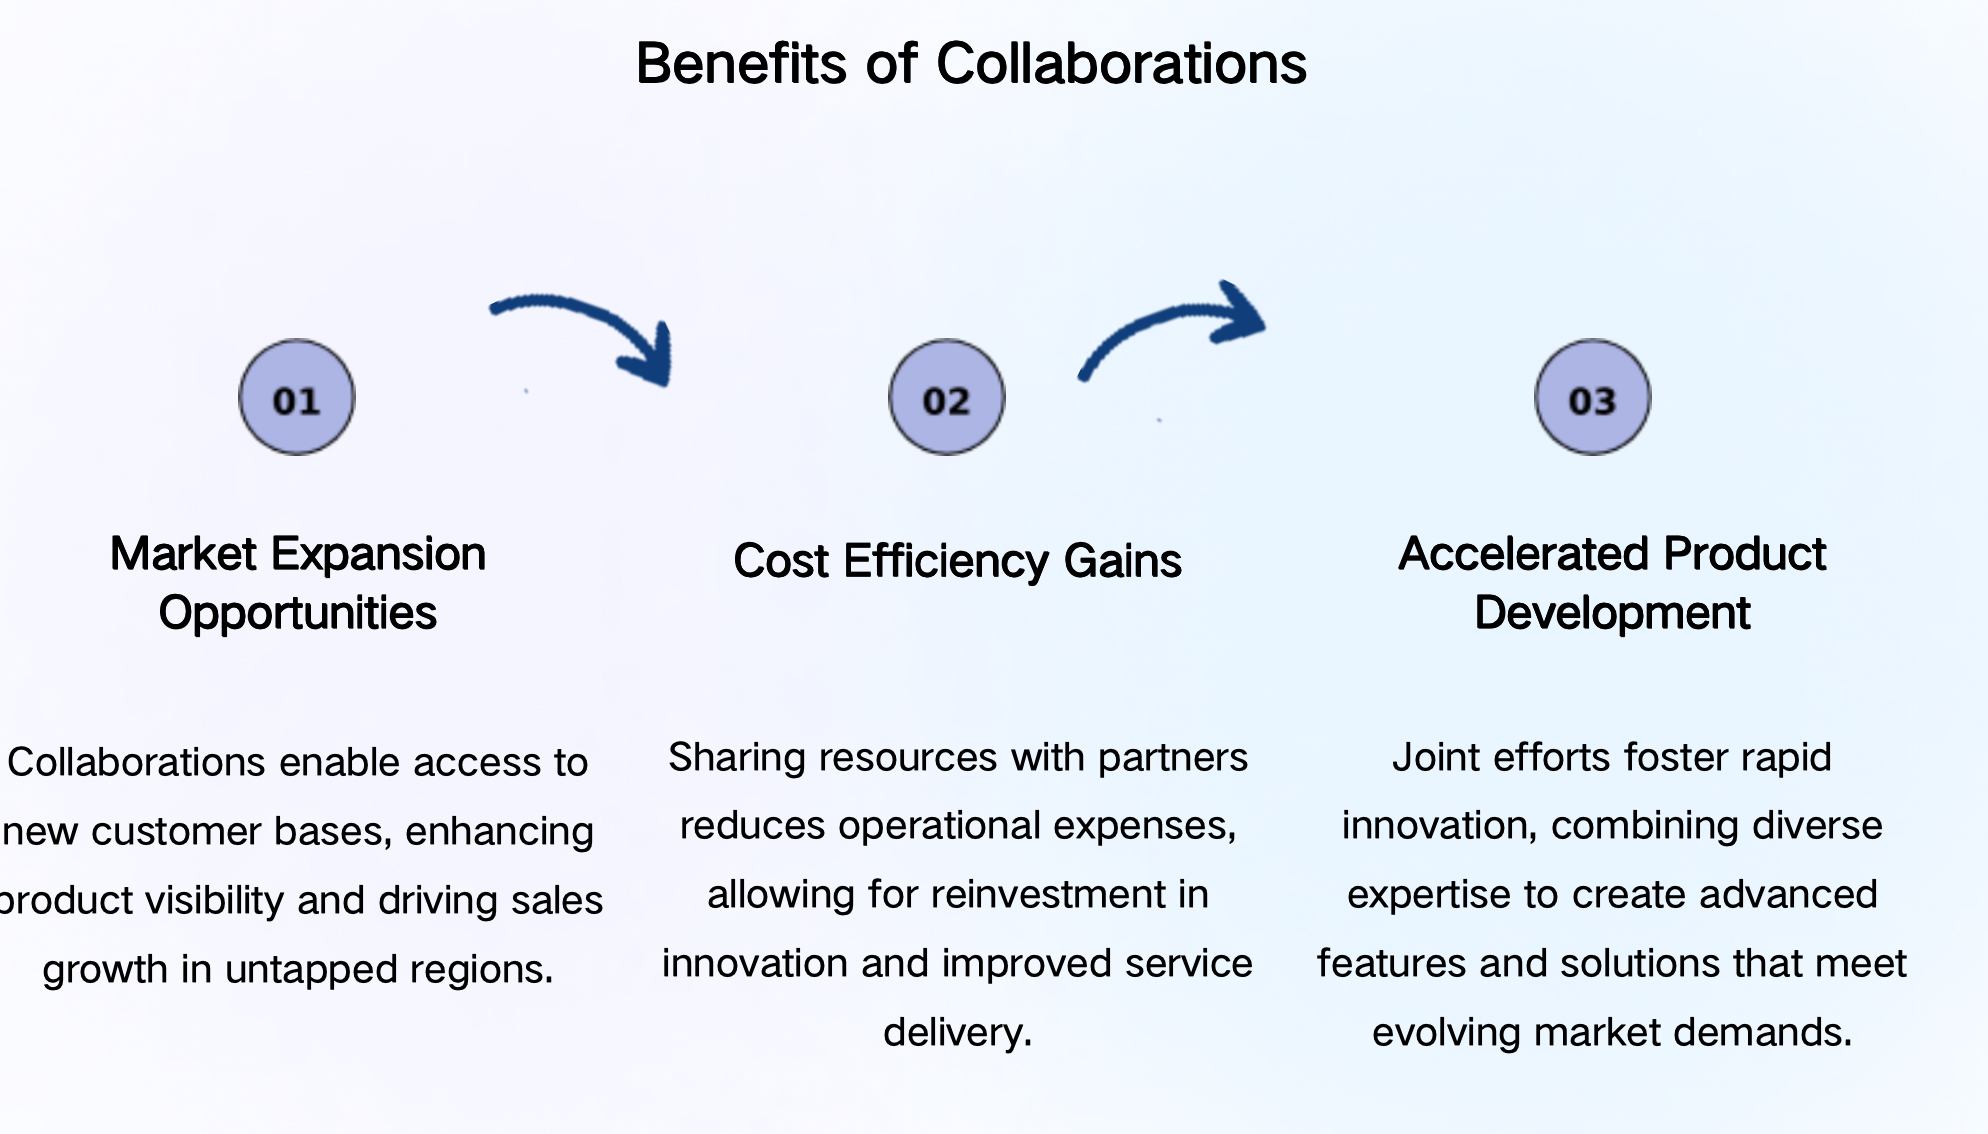 Benefits of Collaborations
01
Market Expansion
Opportunities
Collaborations enable access to
new customer bases, enhancing
product visibility and driving sales
growth in untapped regions.
02
Cost Efficiency Gains
Sharing resources with partners
reduces operational expenses,
allowing for reinvestment in
innovation and improved service
delivery.
03
Accelerated Product
Development
Joint efforts foster rapid
innovation, combining diverse
expertise to create advanced
features and solutions that meet
evolving market demands.